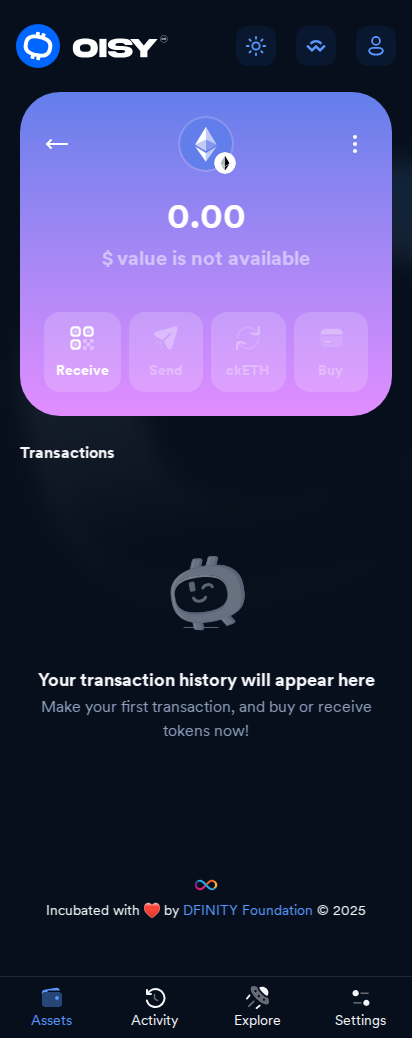 OISY
0.00
$ value is not available
Receive
Send
ckETH
Buy
Transactions
Your transaction history will appear here
Make your first transaction, and buy or receive
tokens now!
Incubated with ❤️ by DFINITY Foundation © 2025
Assets
Activity
Explore
Settings